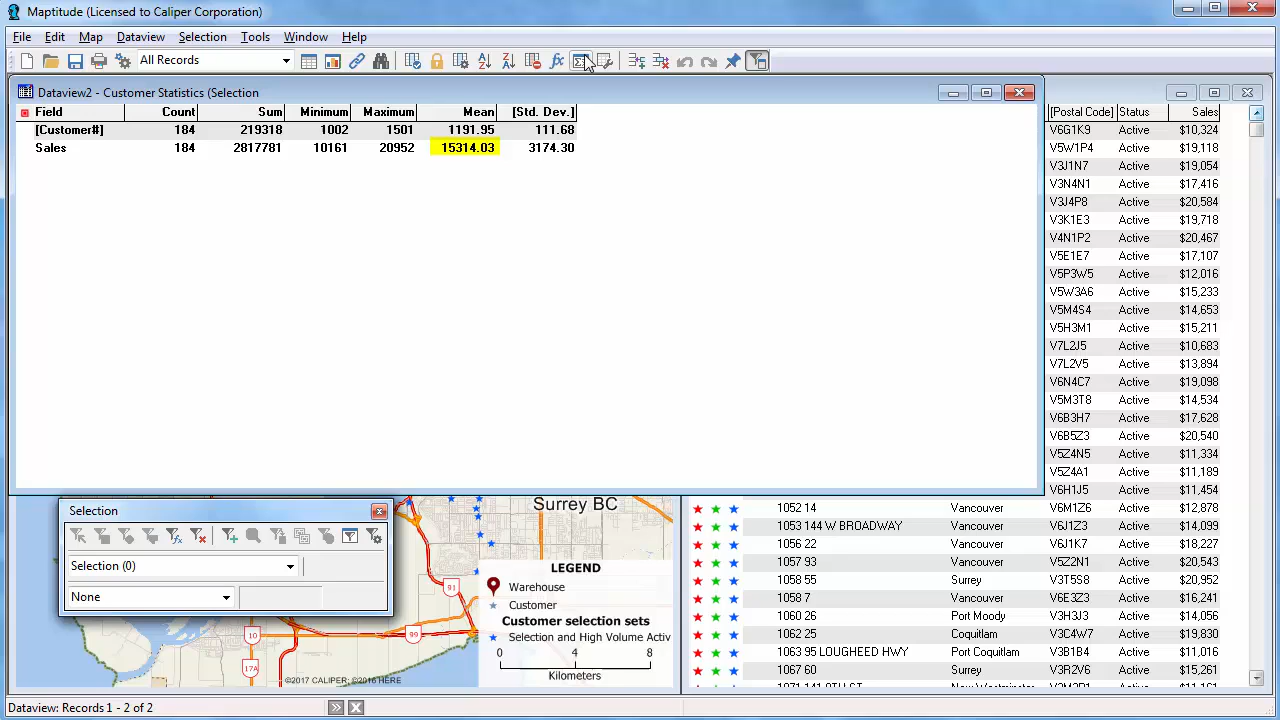 Maptitude (Licensed to Caliper Corporation)
File Edit Map Dataview Selection Tools Window Help
All Records
Dataview2 - Customer Statistics (Selection
Field Count Sum Minimum Maximum Mean [Std. Dev.]
[Customer#] 184 219318 1002 1501 1191.95 111.68
Sales 184 2817781 10161 20952 15314.03 3174.30
[Postal Code] Status Sales
V6G1K9 Active $10,324
V5W1P4 Active $19,118
V3J1N7 Active $19,054
V3N4N1 Active $17,416
V3J4P8 Active $20,584
V3K1E3 Active $19,718
V4N1P2 Active $20,467
V5E1E7 Active $17,107
V5P3W5 Active $12,016
V5W3A6 Active $15,233
V5M4S4 Active $14,653
V5H3M1 Active $15,211
V7L2J5 Active $10,683
V7L2V5 Active $13,894
V6N4C7 Active $19,098
V5M3T8 Active $14,534
V6B3H7 Active $17,628
V6B5Z3 Active $20,540
V5Z4N5 Active $11,334
V5Z4A1 Active $11,189
V6H1J5 Active $11,454
1052 14 Vancouver V6M1Z6 Active $12,878
1053 144 W BROADWAY Vancouver V6J1Z3 Active $14,099
1056 22 Vancouver V6J1K7 Active $18,227
1057 93 Vancouver V5Z2N1 Active $20,543
1058 55 Surrey V3T5S8 Active $20,952
1058 7 Vancouver V6E3Z3 Active $16,241
1060 26 Port Moody V3H3J3 Active $14,056
1062 25 Coquitlam Active
1063 95 LOUGHEED HWY Port Coquitlam V3B1B4 Active $11,016
1067 60 Surrey V3R2V6 Active $15,261
Selection
Selection (0)
None
Surrey BC
91
10
99
17A
LEGEND
Warehouse
Customer
Customer selection sets
Selection and High Volume Activ
0 4 8
Kilometers
©2017 CALIPER; ©2016 HERE
Dataview: Records 1 - 2 of 2